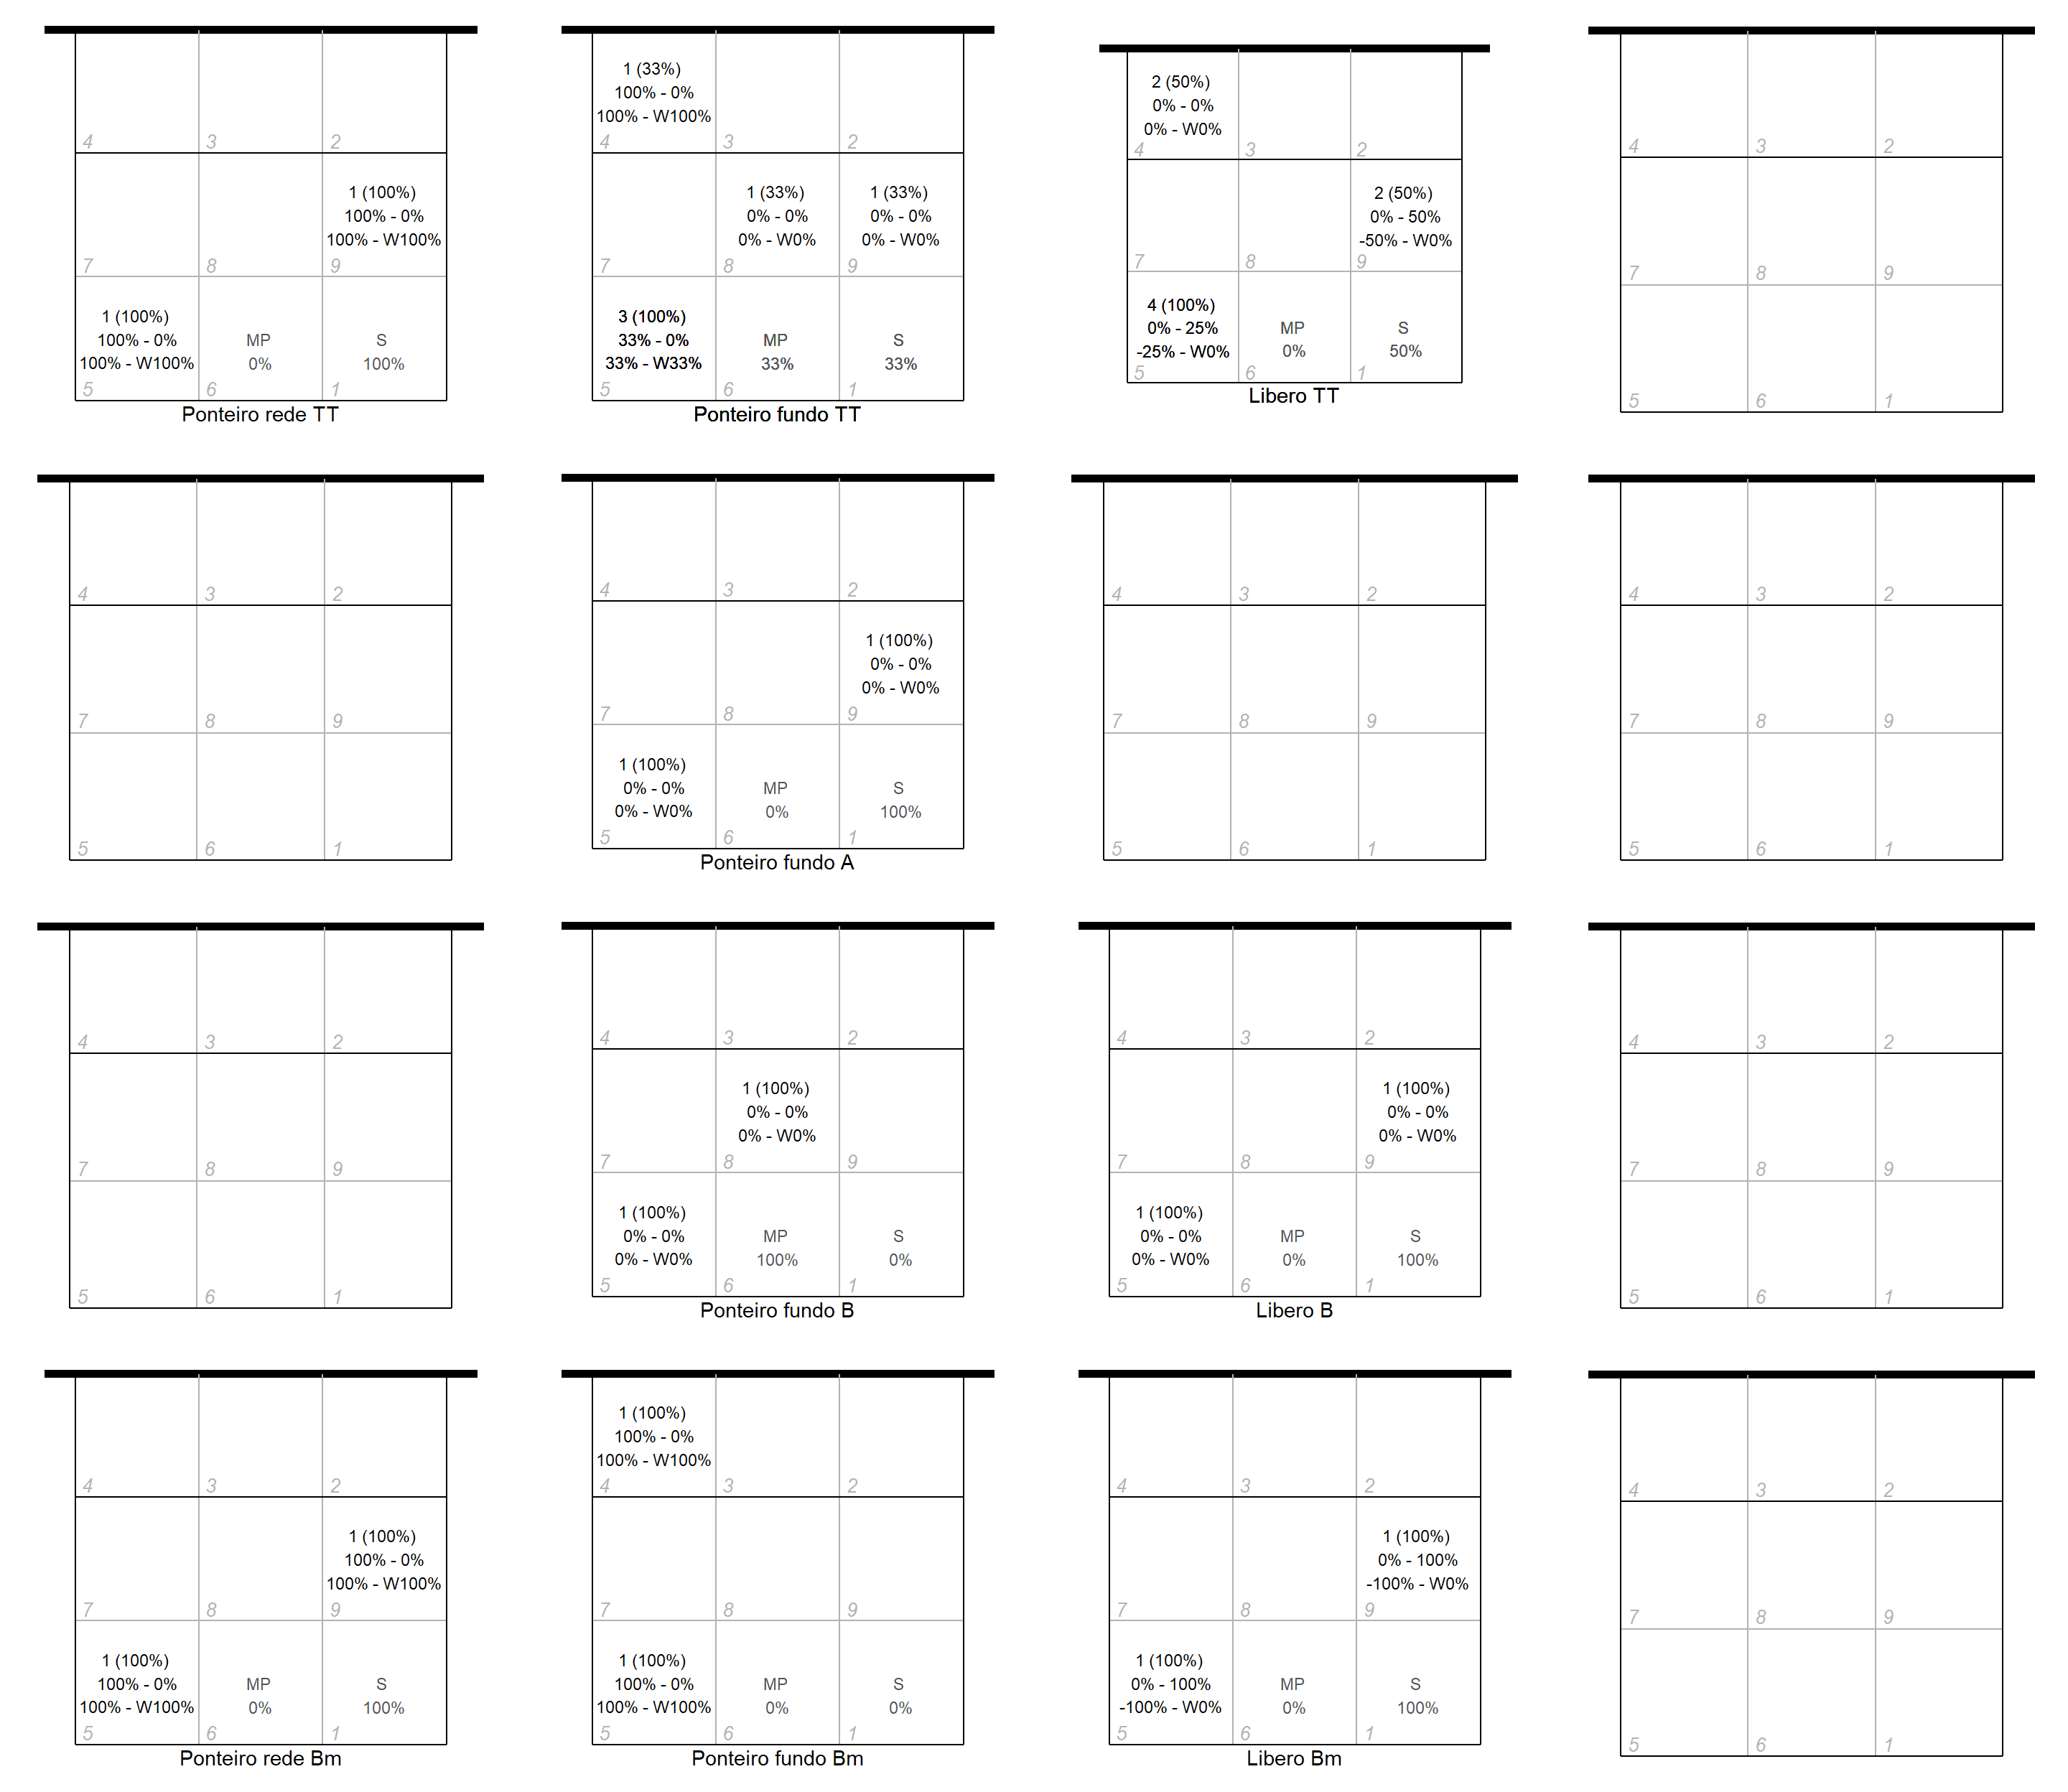 4 3 2
1 (100%)
100% - 0%
100% - W100%
7 8 9
1 (100%)
100% - 0%
100% - W100%
MP
0%
S
100%
5 6 1
Ponteiro rede TT
1 (33%)
100% - 0%
100% - W100%
4 3 2
1 (33%)
0% - 0%
0% - W0%
1 (33%)
0% - 0%
0% - W0%
7 8 9
3 (100%)
33% - 0%
33% - W33%
MP
33%
S
33%
5 6 1
Ponteiro fundo TT
2 (50%)
0% - 0%
0% - W0%
4 3 2
2 (50%)
0% - 50%
-50% - W0%
7 8 9
4 (100%)
0% - 25%
-25% - W0%
MP
0%
S
50%
5 6 1
Libero TT
4 3 2
7 8 9
5 6 1
4 3 2
7 8 9
5 6 1
4 3 2
1 (100%)
0% - 0%
0% - W0%
7 8 9
1 (100%)
0% - 0%
0% - W0%
MP
0%
S
100%
5 6 1
Ponteiro fundo A
4 3 2
7 8 9
5 6 1
4 3 2
7 8 9
5 6 1
4 3 2
7 8 9
5 6 1
4 3 2
1 (100%)
0% - 0%
0% - W0%
7 8 9
1 (100%)
0% - 0%
0% - W0%
MP
100%
S
0%
5 6 1
Ponteiro fundo B
4 3 2
1 (100%)
0% - 0%
0% - W0%
7 8 9
1 (100%)
0% - 0%
0% - W0%
MP
0%
S
100%
5 6 1
Libero B
4 3 2
7 8 9
5 6 1
4 3 2
1 (100%)
100% - 0%
100% - W100%
7 8 9
1 (100%)
100% - 0%
100% - W100%
MP
0%
S
100%
5 6 1
Ponteiro rede Bm
1 (100%)
100% - 0%
100% - W100%
4 3 2
7 8 9
1 (100%)
100% - 0%
100% - W100%
MP
0%
S
0%
5 6 1
Ponteiro fundo Bm
4 3 2
1 (100%)
0% - 100%
-100% - W0%
7 8 9
1 (100%)
0% - 100%
-100% - W0%
MP
0%
S
100%
5 6 1
Libero Bm
4 3 2
7 8 9
5 6 1